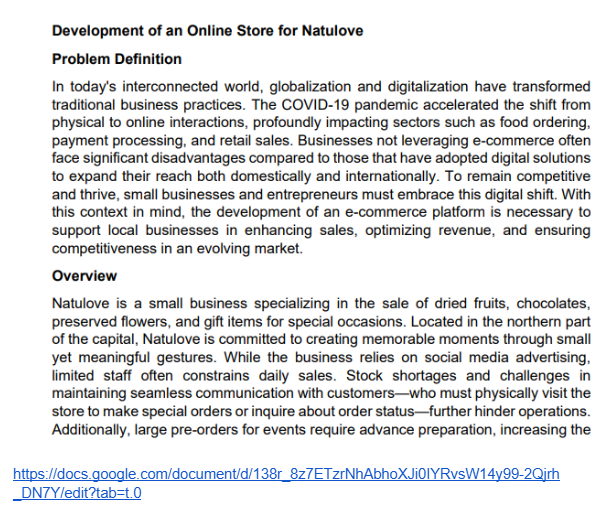 Development of an Online Store for Natulove
Problem Definition
In today's interconnected world, globalization and digitalization have transformed
traditional business practices. The COVID-19 pandemic accelerated the shift from
physical to online interactions, profoundly impacting sectors such as food ordering,
payment processing, and retail sales. Businesses not leveraging e-commerce often
face significant disadvantages compared to those that have adopted digital solutions
to expand their reach both domestically and internationally. To remain competitive
and thrive, small businesses and entrepreneurs must embrace this digital shift. With
this context in mind, the development of an e-commerce platform is necessary to
support local businesses in enhancing sales, optimizing revenue, and ensuring
competitiveness in an evolving market.
Overview
Natulove is a small business specializing in the sale of dried fruits, chocolates,
preserved flowers, and gift items for special occasions. Located in the northern part
of the capital, Natulove is committed to creating memorable moments through small
yet meaningful gestures. While the business relies on social media advertising,
limited staff often constrains daily sales. Stock shortages and challenges in
maintaining seamless communication with customers—who must physically visit the
store to make special orders or inquire about order status—further hinder operations.
Additionally, large pre-orders for events require advance preparation, increasing the
https://docs.google.com/document/d/138r_8z7ETzrNhAbhoXJi0IYRvsW14y99-2Qjrh
_DN7Y/edit?tab=t.0